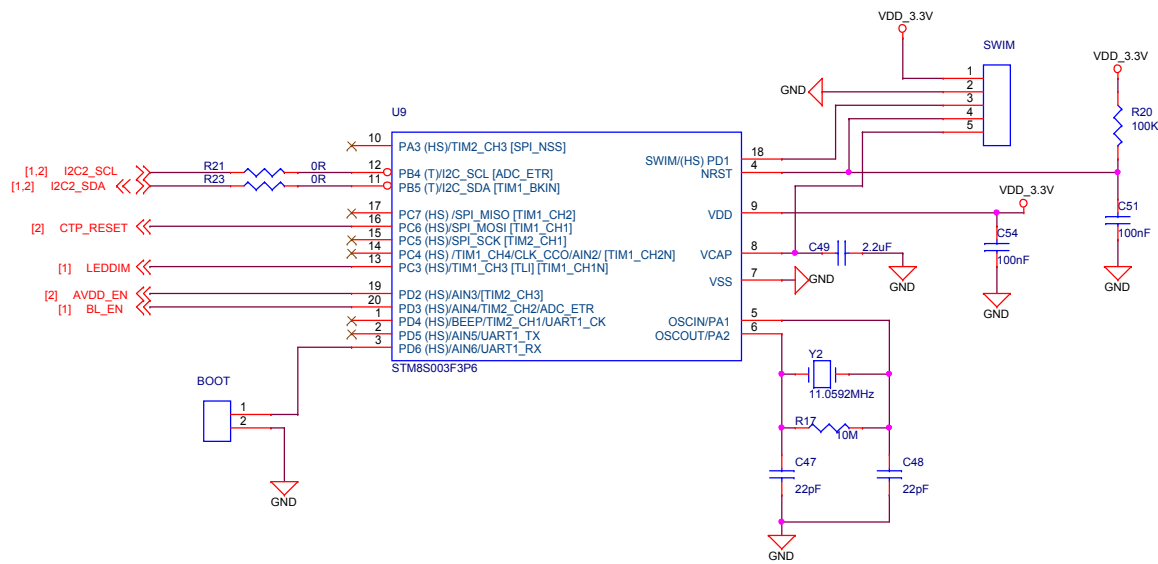 VDD_3.3V
SWIM
VDD_3.3V
1
2
3
4
5
GND
R20
100K
U9
10 PA3 (HS)/TIM2_CH3 [SPI_NSS]
[1,2] I2C2_SCL R21 0R 12 PB4 (T)/I2C_SCL [ADC_ETR]
[1,2] I2C2_SDA R23 0R 11 PB5 (T)/I2C_SDA [TIM1_BKIN]
17 PC7 (HS) /SPI_MISO [TIM1_CH2]
[2] CTP_RESET 16 PC6 (HS)/SPI_MOSI [TIM1_CH1]
15 PC5 (HS)/SPI_SCK [TIM2_CH1]
14 PC4 (HS) /TIM1_CH4/CLK_CCO/AIN2/ [TIM1_CH2N]
[1] LEDDIM 13 PC3 (HS)/TIM1_CH3 [TLI] [TIM1_CH1N]
[2] AVDD_EN 19 PD2 (HS)/AIN3/[TIM2_CH3]
[1] BL_EN 20 PD3 (HS)/AIN4/TIM2_CH2/ADC_ETR
1 PD4 (HS)/BEEP/TIM2_CH1/UART1_CK
2 PD5 (HS)/AIN5/UART1_TX
3 PD6 (HS)/AIN6/UART1_RX
STM8S003F3P6
SWIM/(HS) PD1 18
NRST 4
VDD 9
VCAP 8
VSS 7
OSCIN/PA1 5
OSCOUT/PA2 6
VDD_3.3V
C51
100nF
GND
C54
100nF
GND
C49 2.2uF
GND
GND
Y2
11.0592MHz
R17
10M
C47
22pF
C48
22pF
GND
BOOT
1
2
GND